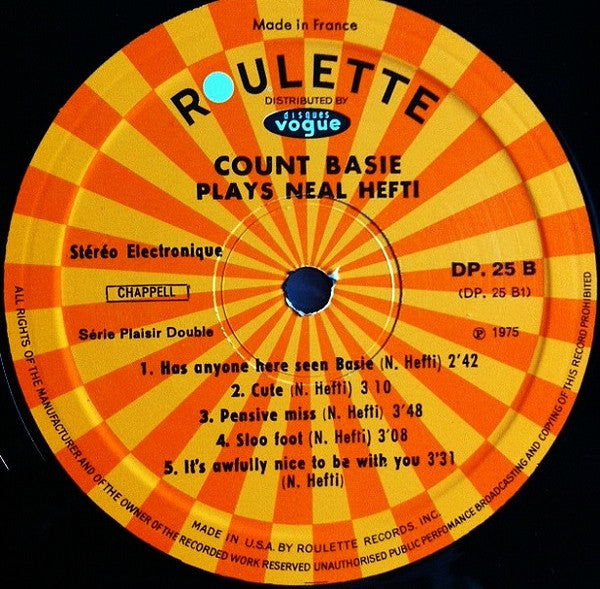 Made in France
ROULETTE
DISTRIBUTED BY
disques
vogue
COUNT BASIE
PLAYS NEAL HEFTI
Stéréo Electronique
DP. 25 B
CHAPPELL
(DP. 25 B1)
Série Plaisir Double
℗ 1975
1. Has anyone here seen Basie (N. Hefti) 2'42
2. Cute (N. Hefti) 3 10
3. Pensive miss (N. Hefti) 3'48
4. Sloo foot (N. Hefti) 3'08
5. It's awfully nice to be with you 3'31
(N. Hefti)
MADE IN U.S.A. BY ROULETTE RECORDS, INC.
ALL RIGHTS OF THE MANUFACTURER AND OF THE OWNER OF THE RECORDED WORK RESERVED UNAUTHORISED PUBLIC PERFOMANCE BROADCASTING AND COPYING OF THIS RECORD PROHIBITED